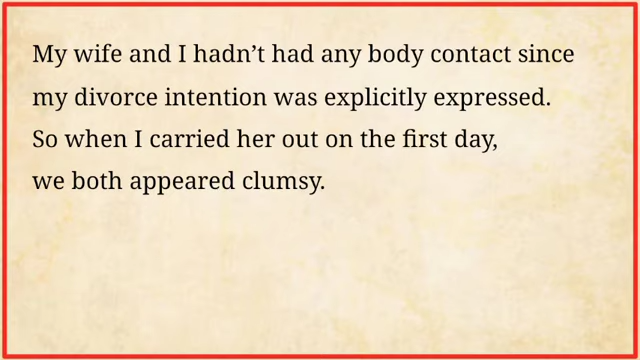 My wife and I hadn’t had any body contact since
my divorce intention was explicitly expressed.
So when I carried her out on the first day,
we both appeared clumsy.